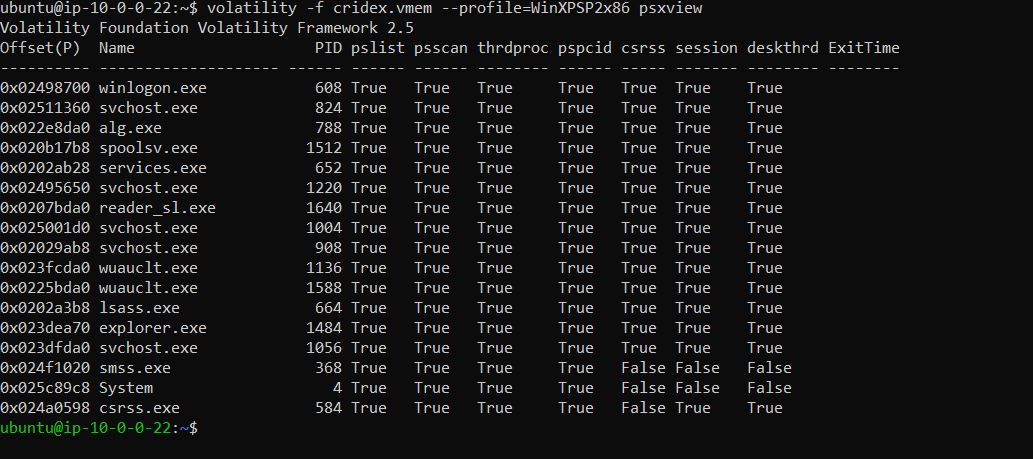 ubuntu@ip-10-0-0-22:~$ volatility -f cridex.vmem --profile=WinXPSP2x86 psxview
Volatility Foundation Volatility Framework 2.5
Offset(P)  Name                    PID pslist psscan thrdproc pspcid csrss session deskthrd ExitTime
---------- -------------------- ------ ------ ------ -------- ------ ----- ------- -------- --------
0x02498700 winlogon.exe            608 True   True   True     True   True  True    True
0x02511360 svchost.exe             824 True   True   True     True   True  True    True
0x022e8da0 alg.exe                 788 True   True   True     True   True  True    True
0x020b17b8 spoolsv.exe            1512 True   True   True     True   True  True    True
0x0202ab28 services.exe            652 True   True   True     True   True  True    True
0x02495650 svchost.exe            1220 True   True   True     True   True  True    True
0x0207bda0 reader_sl.exe          1640 True   True   True     True   True  True    True
0x025001d0 svchost.exe            1004 True   True   True     True   True  True    True
0x02029ab8 svchost.exe             908 True   True   True     True   True  True    True
0x023fcda0 wuauclt.exe            1136 True   True   True     True   True  True    True
0x0225bda0 wuauclt.exe            1588 True   True   True     True   True  True    True
0x0202a3b8 lsass.exe               664 True   True   True     True   True  True    True
0x023dea70 explorer.exe           1484 True   True   True     True   True  True    True
0x023dfda0 svchost.exe            1056 True   True   True     True   True  True    True
0x024f1020 smss.exe                368 True   True   True     True   False False   False
0x025c89c8 System                    4 True   True   True     True   False False   False
0x024a0598 csrss.exe               584 True   True   True     True   False True    True
ubuntu@ip-10-0-0-22:~$